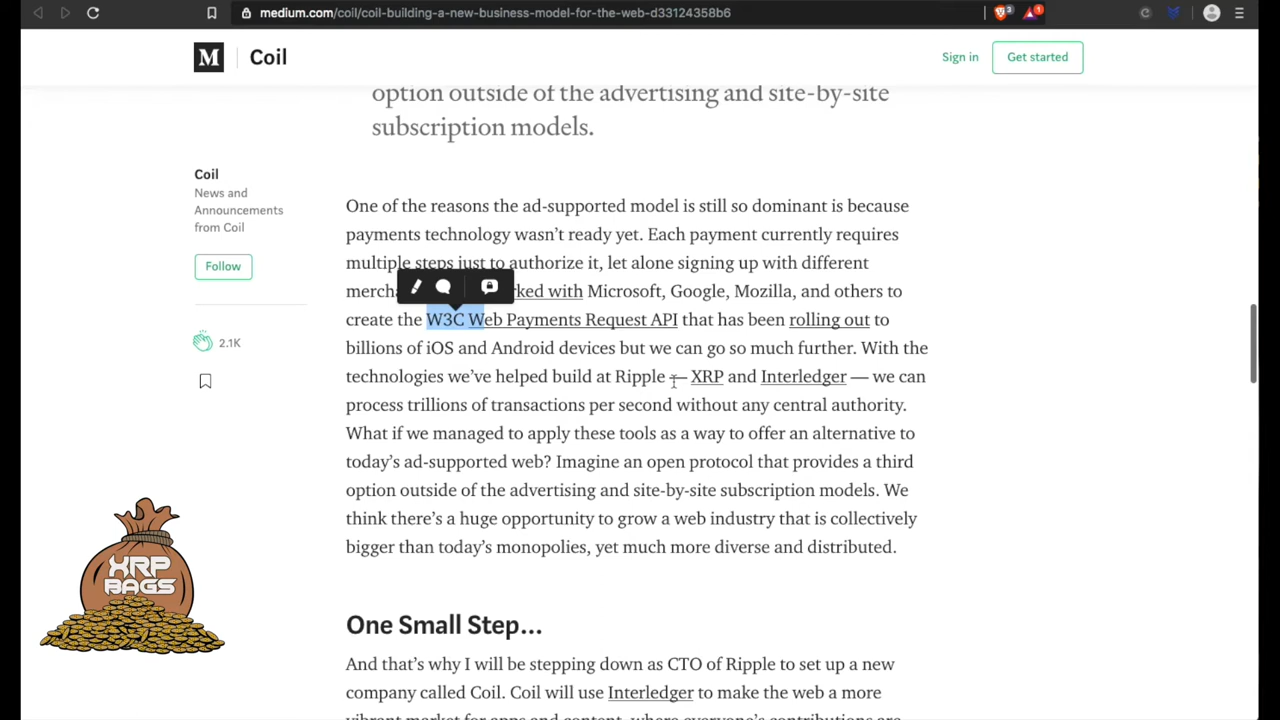 medium.com/coil/coil-building-a-new-business-model-for-the-web-d33124358b6
3
1
M
Coil
Sign in
Get started
option outside of the advertising and site-by-site
subscription models.
Coil
News and
Announcements
from Coil
Follow
2.1K
One of the reasons the ad-supported model is still so dominant is because
payments technology wasn’t ready yet. Each payment currently requires
multiple steps just to authorize it, let alone signing up with different
mercha rked with Microsoft, Google, Mozilla, and others to
create the W3C Web Payments Request API that has been rolling out to
billions of iOS and Android devices but we can go so much further. With the
technologies we’ve helped build at Ripple — XRP and Interledger — we can
process trillions of transactions per second without any central authority.
What if we managed to apply these tools as a way to offer an alternative to
today’s ad-supported web? Imagine an open protocol that provides a third
option outside of the advertising and site-by-site subscription models. We
think there’s a huge opportunity to grow a web industry that is collectively
bigger than today’s monopolies, yet much more diverse and distributed.
XRP
BAGS
One Small Step...
And that’s why I will be stepping down as CTO of Ripple to set up a new
company called Coil. Coil will use Interledger to make the web a more